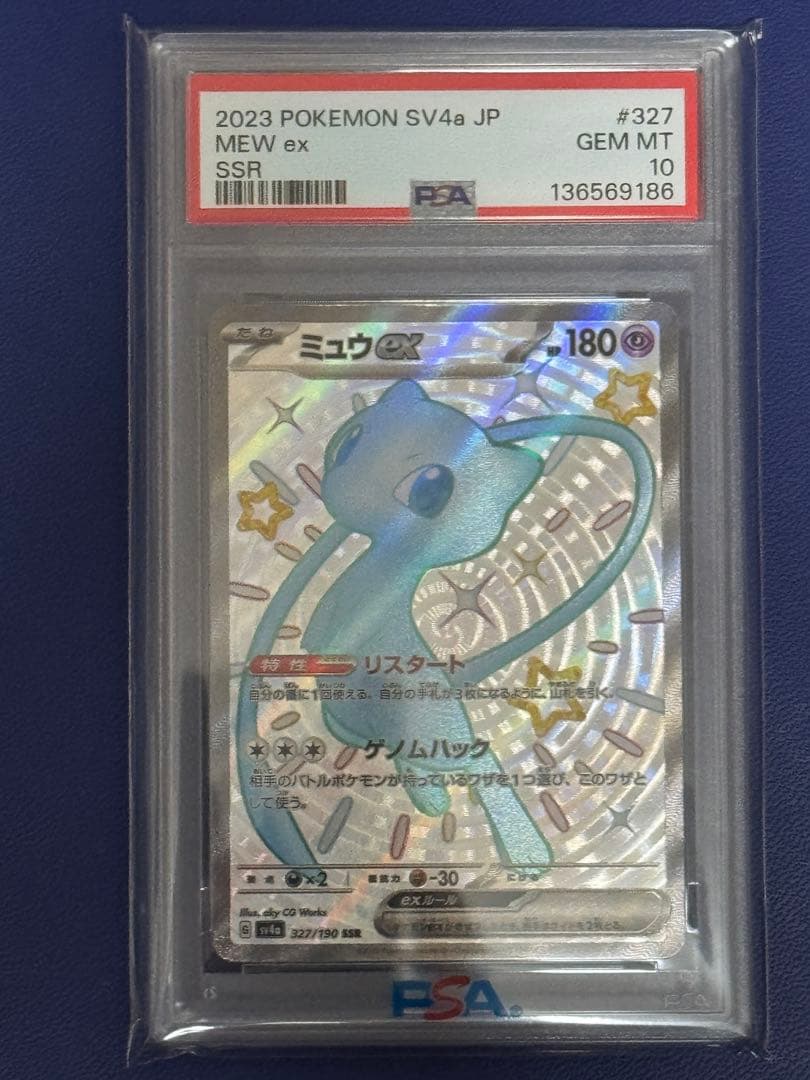 2023 POKEMON SV4a JP #327
MEW ex GEM MT
SSR 10
PSA 136569186
たね ミュウex HP 180
特性 リスタート
自分の番に1回使える。自分の手札が3枚になるように、山札を引く。
ゲノムハック
相手のバトルポケモンが持っているワザを1つ選び、このワザと
して使う。
弱点 ×2 抵抗力 -30 にげる
exルール
Illus. aky CG Works
G sv4a 327/190 SSR
PSA
PSA